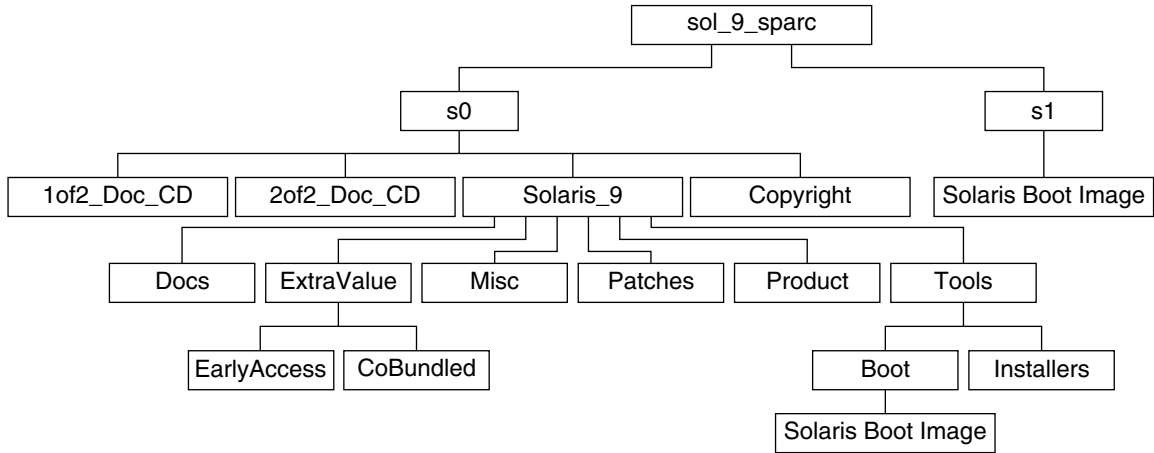 sol_9_sparc
s0
s1
1of2_Doc_CD
2of2_Doc_CD
Solaris_9
Copyright
Solaris Boot Image
Docs
ExtraValue
Misc
Patches
Product
Tools
EarlyAccess
CoBundled
Boot
Installers
Solaris Boot Image